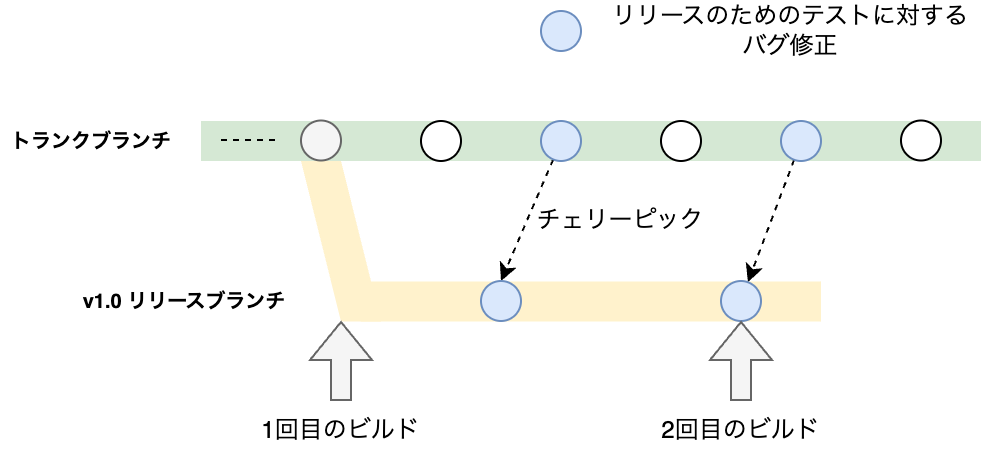 リリースのためのテストに対する
バグ修正
トランクブランチ
チェリーピック
v1.0 リリースブランチ
1回目のビルド
2回目のビルド